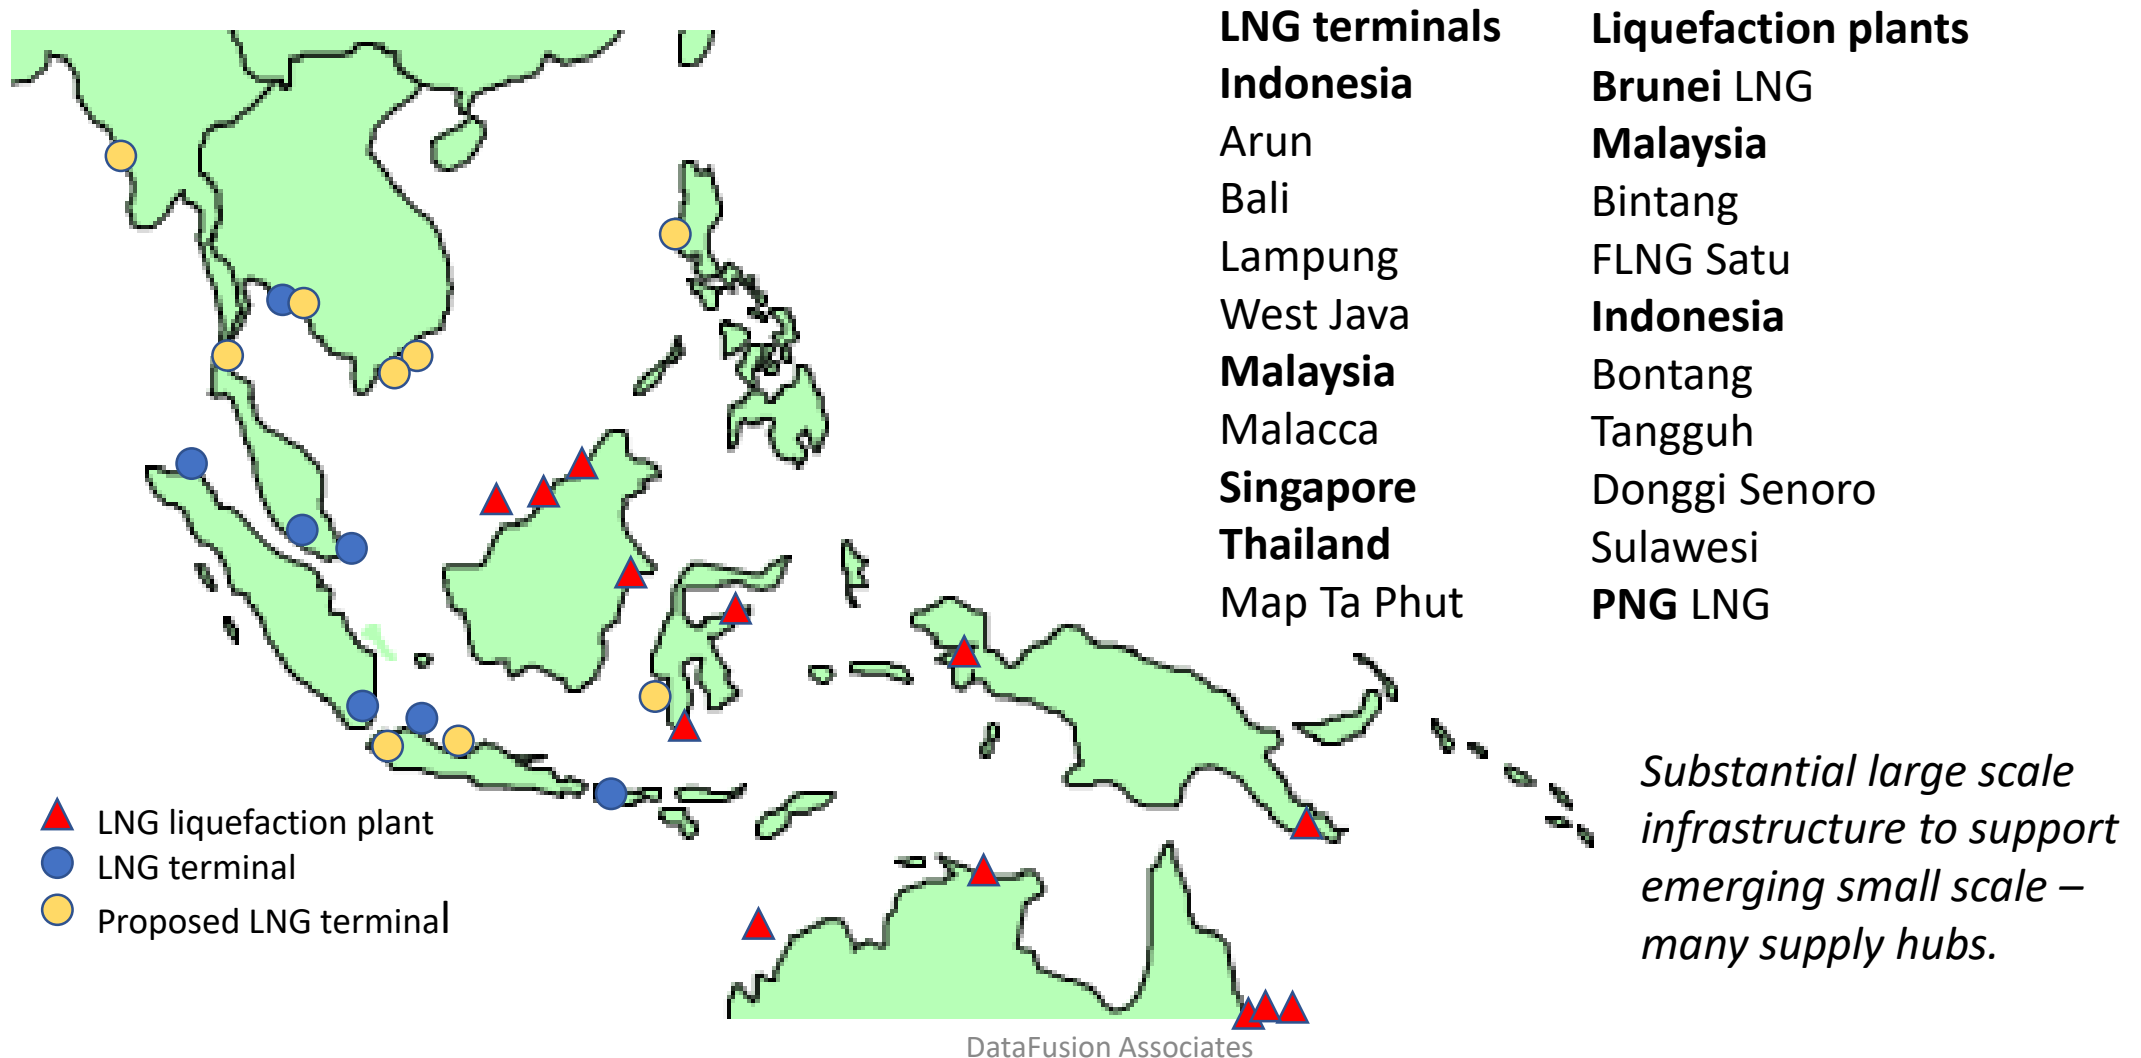 LNG terminals
Indonesia
Arun
Bali
Lampung
West Java
Malaysia
Malacca
Singapore
Thailand
Map Ta Phut
Liquefaction plants
Brunei LNG
Malaysia
Bintang
FLNG Satu
Indonesia
Bontang
Tangguh
Donggi Senoro
Sulawesi
PNG LNG
Substantial large scale
infrastructure to support
emerging small scale –
many supply hubs.
LNG liquefaction plant
LNG terminal
Proposed LNG terminal
DataFusion Associates